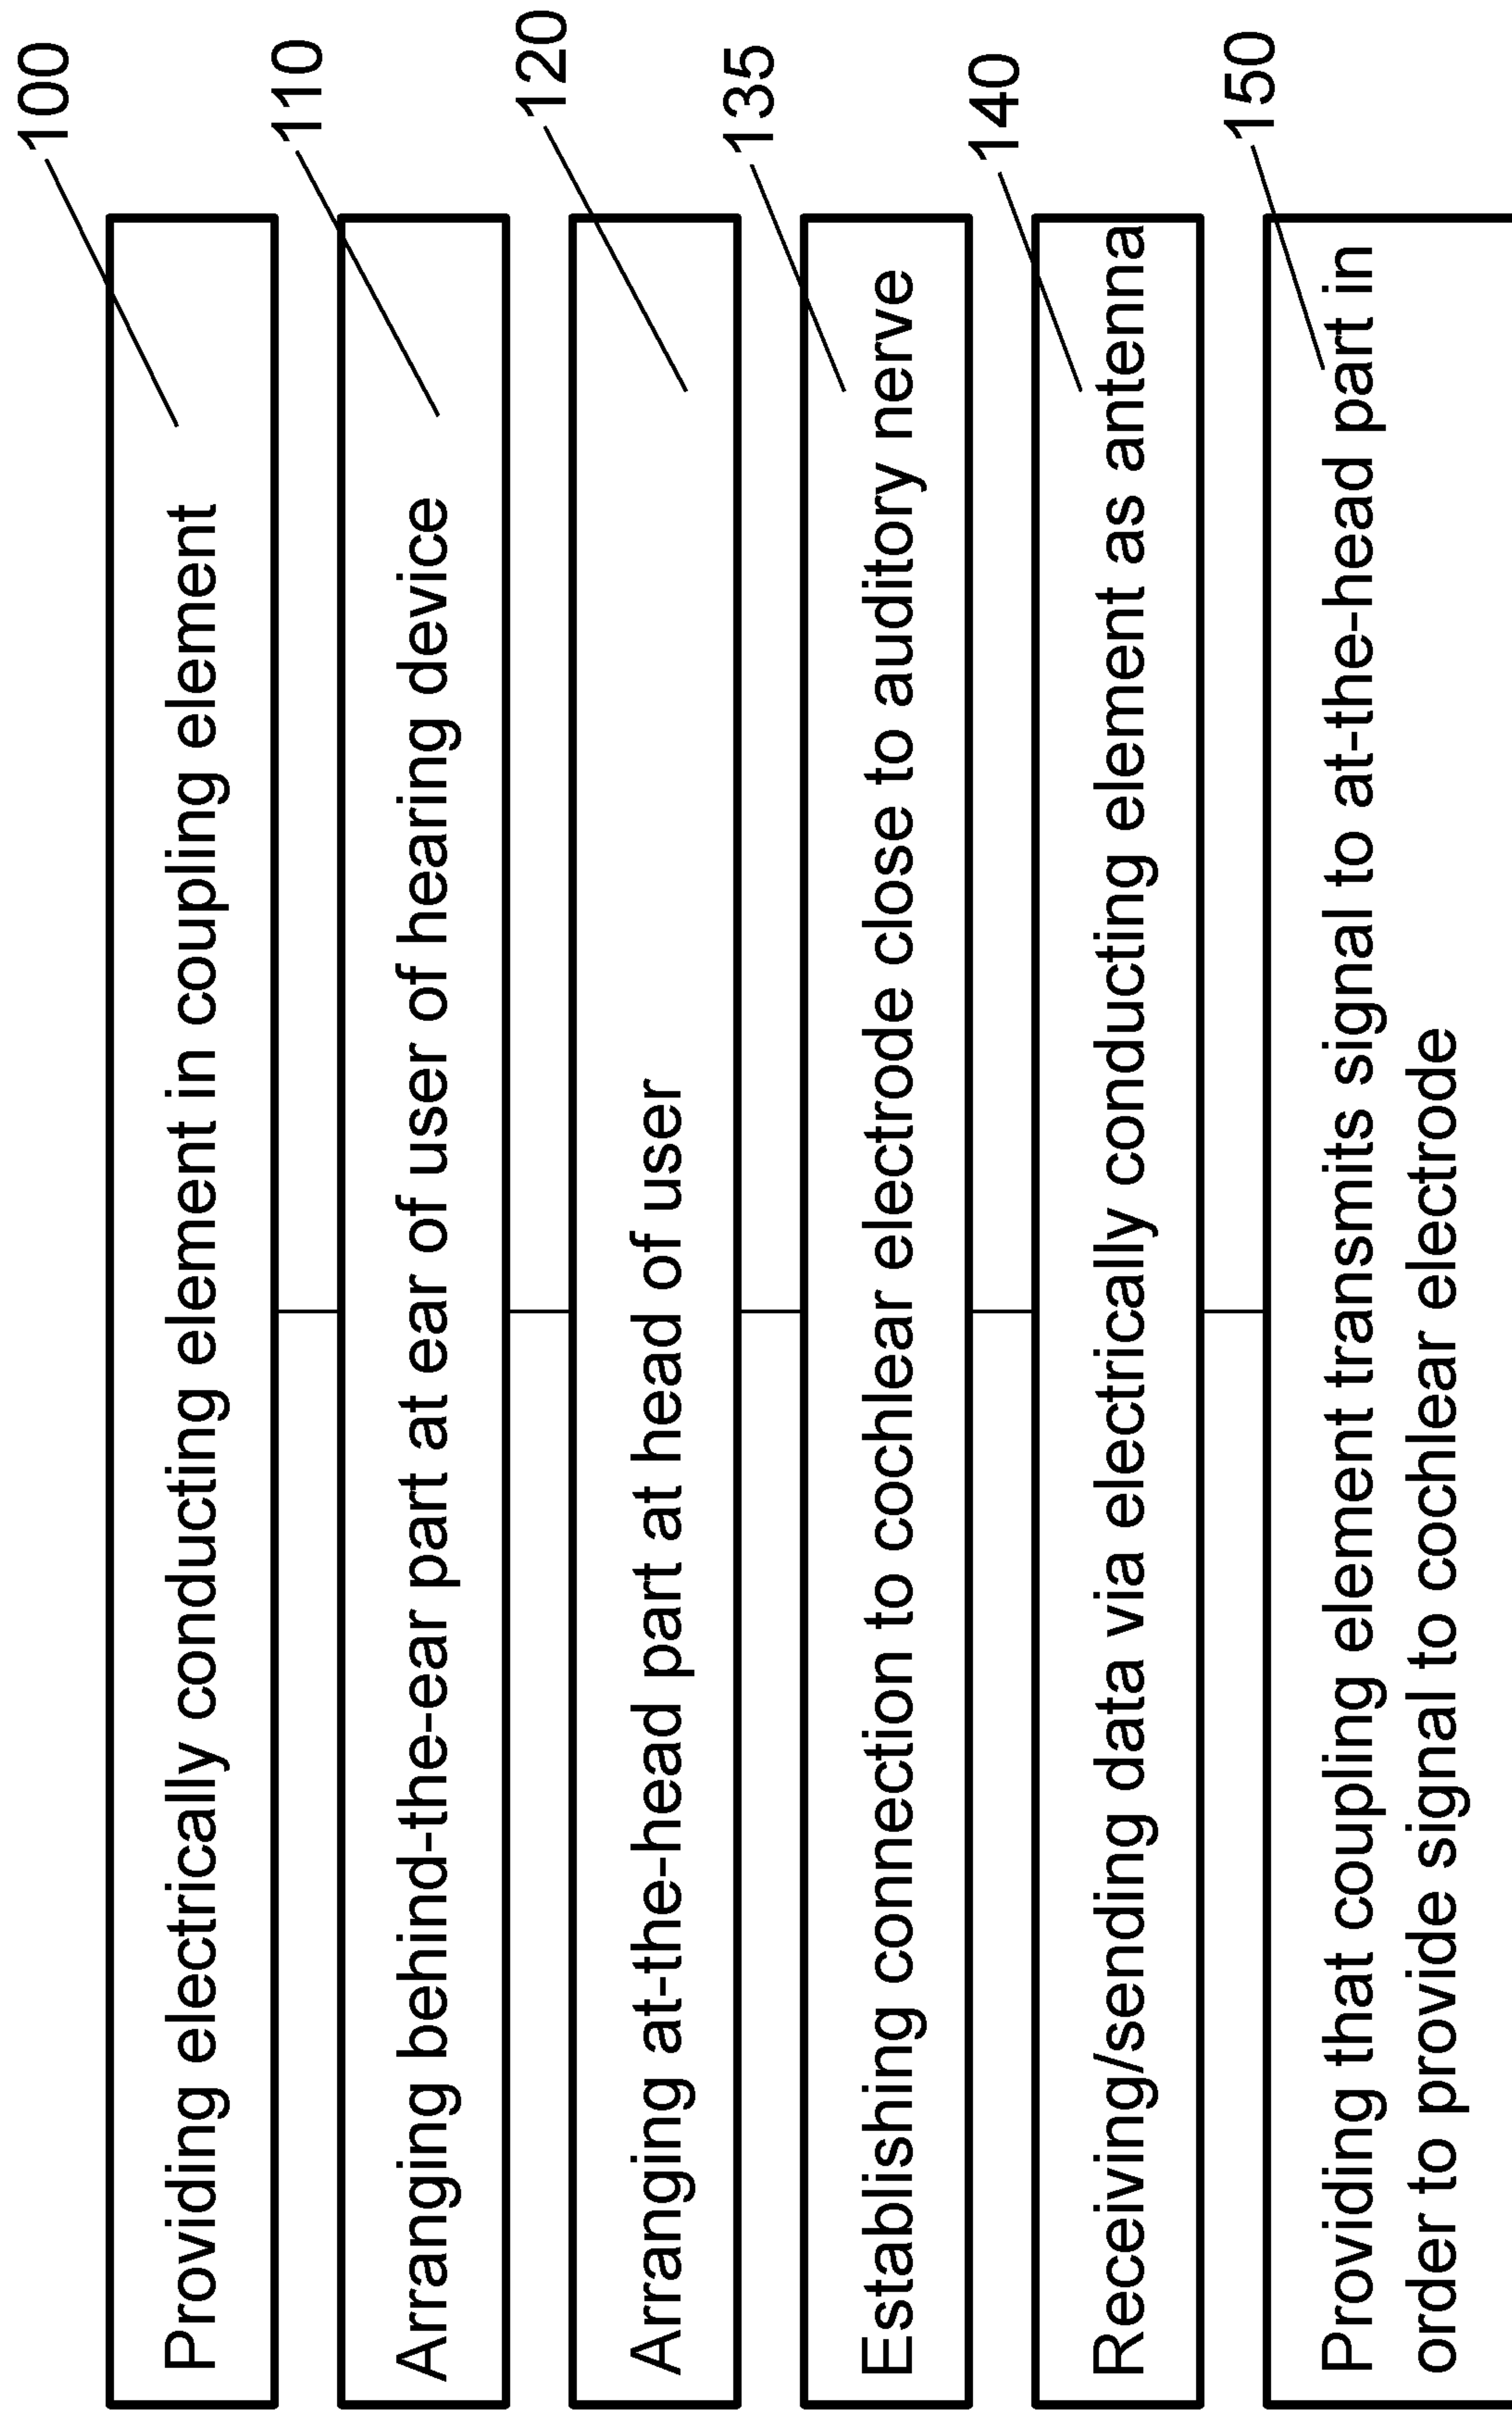 Providing electrically conducting element in coupling element
100
Arranging behind-the-ear part at ear of user of hearing device
110
Arranging at-the-head part at head of user
120
Establishing connection to cochlear electrode close to auditory nerve
135
Receiving/sending data via electrically conducting element as antenna
140
Providing that coupling element transmits signal to at-the-head part in
order to provide signal to cochlear electrode
150